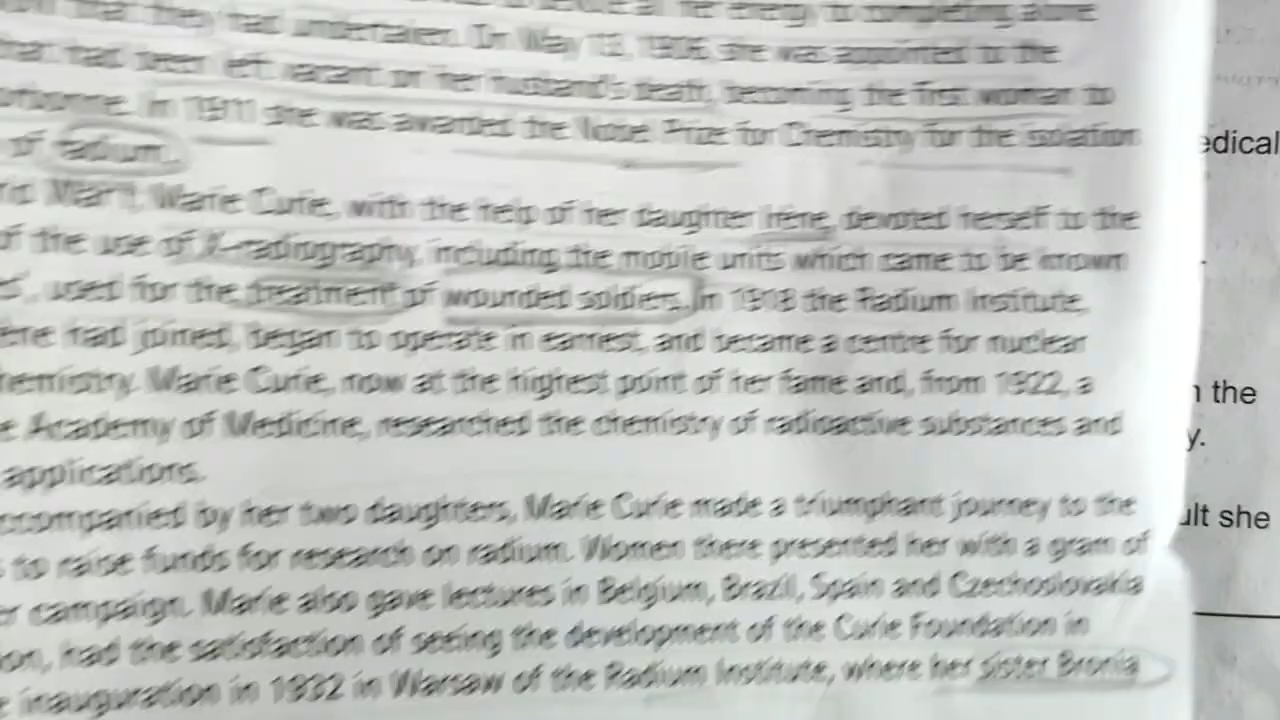 that they had undertaken. On May 13, 1906, she was appointed to the
that had been left vacant on her husband's death, becoming the first woman to
In 1911 she was awarded the Nobel Prize for Chemistry for the isolation
of radium.
Marie Curie, with the help of her daughter Irène, devoted herself to the
of the use of X-radiography, including the mobile units which came to be known
used for the treatment of wounded soldiers. In 1918 the Radium Institute,
had joined, began to operate in earnest, and became a centre for nuclear
chemistry. Marie Curie, now at the highest point of her fame and, from 1922, a
Academy of Medicine, researched the chemistry of radioactive substances and
applications.
accompanied by her two daughters, Marie Curie made a triumphant journey to the
to raise funds for research on radium. Women there presented her with a gram of
campaign. Marie also gave lectures in Belgium, Brazil, Spain and Czechoslovakia
had the satisfaction of seeing the development of the Curie Foundation in
inauguration in 1932 in Warsaw of the Radium Institute, where her sister Bronia
edical
the
y.
ult she